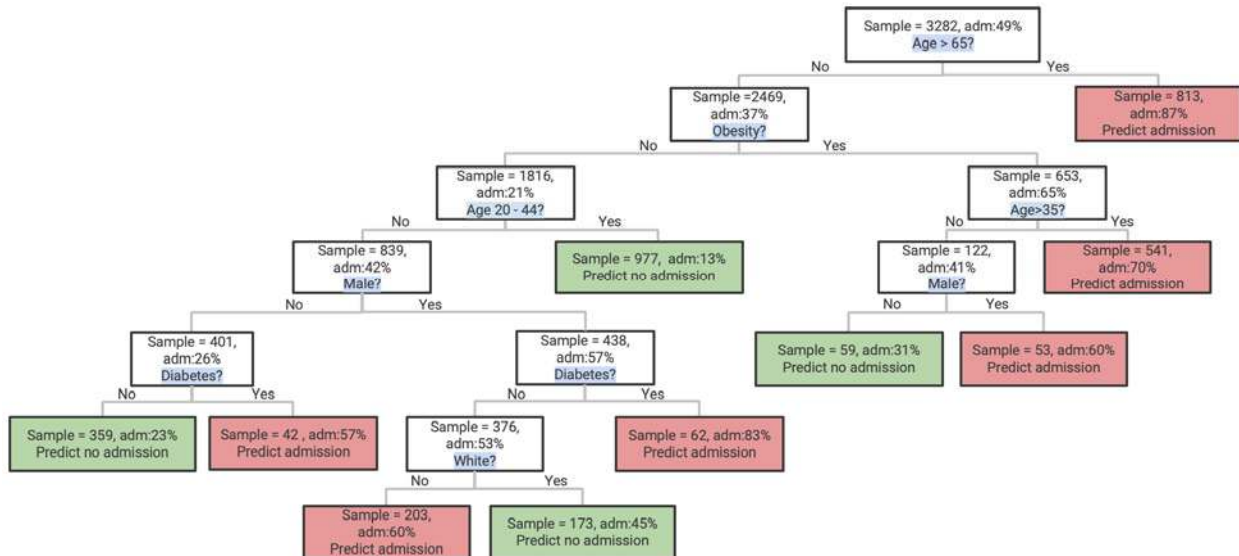 Sample = 3282, adm:49%
Age > 65?
No
Yes
Sample =2469,
adm:37%
Obesity?
Sample = 813,
adm:87%
Predict admission
No
Yes
Sample = 1816,
adm:21%
Age 20 - 44?
Sample = 653,
adm:65%
Age>35?
No
Yes
No
Yes
Sample = 839,
adm:42%
Male?
Sample = 977, adm:13%
Predict no admission
Sample = 122,
adm:41%
Male?
Sample = 541,
adm:70%
Predict admission
No
Yes
No
Yes
Sample = 401,
adm:26%
Diabetes?
Sample = 438,
adm:57%
Diabetes?
Sample = 59, adm:31%
Predict no admission
Sample = 53, adm:60%
Predict admission
No
Yes
No
Yes
Sample = 359, adm:23%
Predict no admission
Sample = 42 , adm:57%
Predict admission
Sample = 376,
adm:53%
White?
Sample = 62, adm:83%
Predict admission
No
Yes
Sample = 203,
adm:60%
Predict admission
Sample = 173, adm:45%
Predict no admission